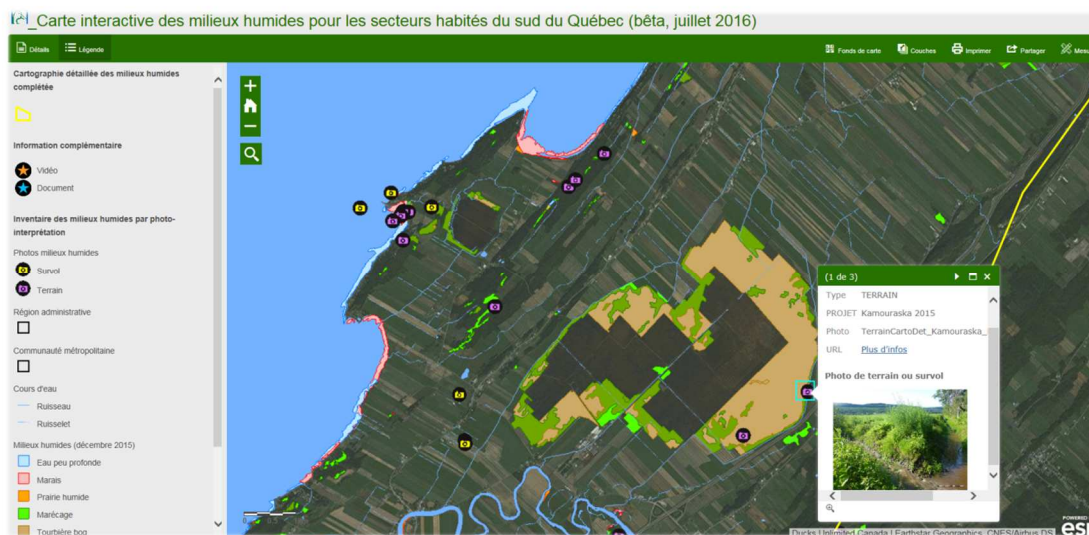 _Carte interactive des milieux humides pour les secteurs habités du sud du Québec (bêta, juillet 2016)
Détails
Légende
Fonds de carte
Couches
Imprimer
Partager
Cartographie détaillée des milieux humides
complétée
Information complémentaire
Vidéo
Document
Inventaire des milieux humides par photo-
interprétation
Photos milieux humides
Survol
Terrain
Région administrative
Communauté métropolitaine
Cours d'eau
Ruisseau
Ruisselet
Milieux humides (décembre 2015)
Eau peu profonde
Marais
Prairie humide
Marécage
Tourbière bog
(1 de 3)
Type TERRAIN
PROJET Kamouraska 2015
Photo TerrainCartoDet_Kamouraska_
URL Plus d'infos
Photo de terrain ou survol
Ducks Unlimited Canada | Earthstar Geographics, CNES/Airbus DS
POWERED
esri